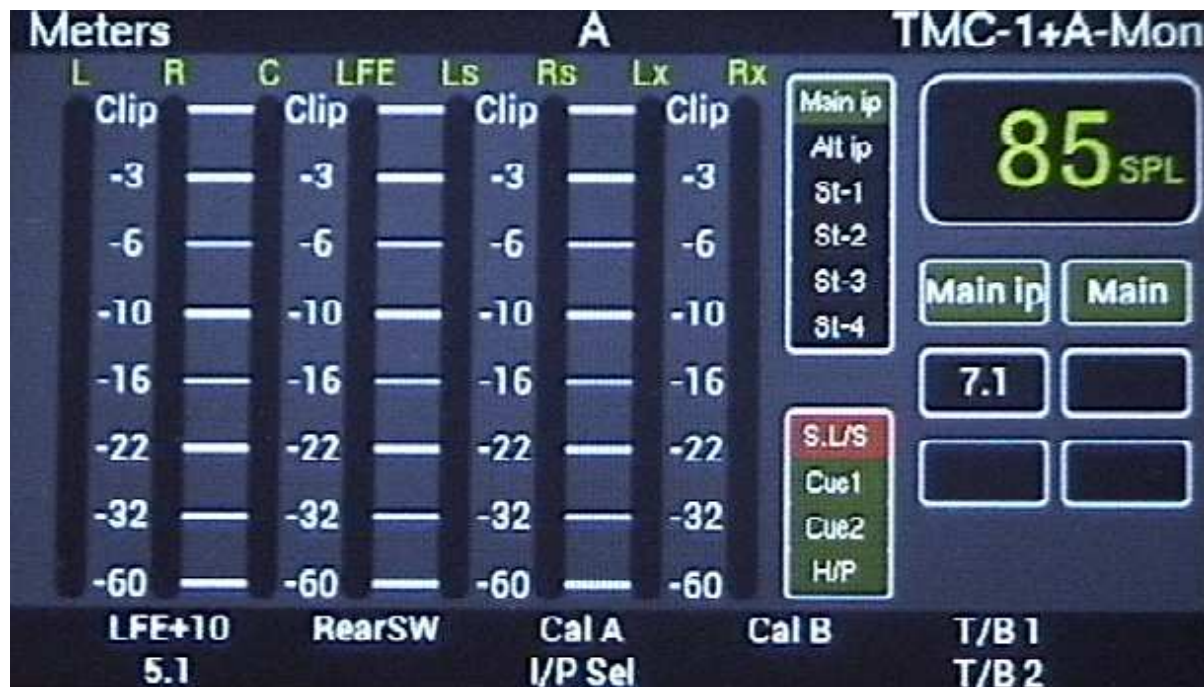 Meters A TMC-1+A-Mon
L R C LFE Ls Rs Lx Rx
Clip Clip Clip Clip
-3 -3 -3 -3
-6 -6 -6 -6
-10 -10 -10 -10
-16 -16 -16 -16
-22 -22 -22 -22
-32 -32 -32 -32
-60 -60 -60 -60
Main ip
Alt ip
St-1
St-2
St-3
St-4
S.L/S
Cue1
Cue2
H/P
85 SPL
Main ip Main
7.1
LFE+10 RearSW Cal A Cal B T/B 1
5.1 I/P Sel T/B 2